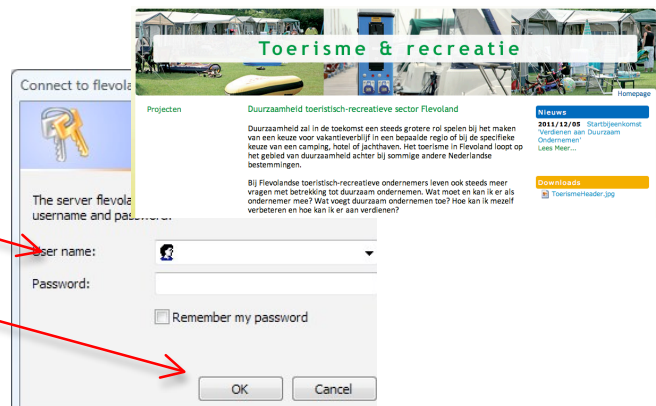 Toerisme & recreatie
Homepage
Projecten
Duurzaamheid toeristisch-recreatieve sector Flevoland
Duurzaamheid zal in de toekomst een steeds grotere rol spelen bij het maken
van een keuze voor vakantieverblijf in een bepaalde regio of bij de specifieke
keuze van een camping, hotel of jachthaven. Het toerisme in Flevoland loopt op
het gebied van duurzaamheid achter bij sommige andere Nederlandse
bestemmingen.
Bij Flevolandse toeristisch-recreatieve ondernemers leven ook steeds meer
vragen met betrekking tot duurzaam ondernemen. Wat moet en kan ik er als
ondernemer mee? Wat voegt duurzaam ondernemen toe? Hoe kan ik mezelf
verbeteren en hoe kan ik er aan verdienen?
Nieuws
2011/12/05 Startbijeenkomst
'Verdienen aan Duurzaam
Ondernemen'
Lees Meer...
Downloads
ToerismeHeader.jpg
Connect to flevola
The server flevola
username and password.
User name:
Password:
Remember my password
OK Cancel